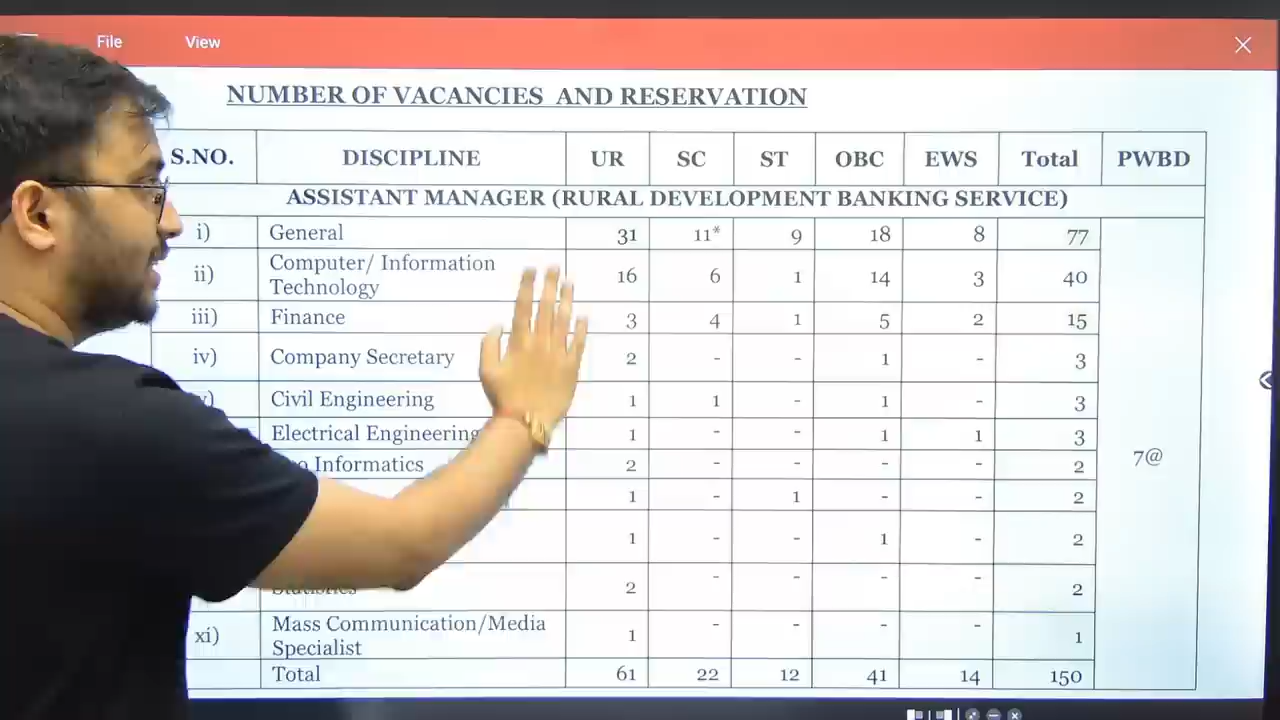 File View
NUMBER OF VACANCIES AND RESERVATION
S.NO. DISCIPLINE UR SC ST OBC EWS Total PWBD
ASSISTANT MANAGER (RURAL DEVELOPMENT BANKING SERVICE)
i) General 31 11* 9 18 8 77
ii) Computer/ Information Technology 16 6 1 14 3 40
iii) Finance 3 4 1 5 2 15
iv) Company Secretary 2 - - 1 - 3
v) Civil Engineering 1 1 - 1 - 3
Electrical Engineering 1 - - 1 1 3
Informatics 2 - - - - 2
1 - 1 - - 2
1 - - 1 - 2
Statistics 2 - - - - 2
xi) Mass Communication/Media Specialist 1 - - - - 1
Total 61 22 12 41 14 150
7@